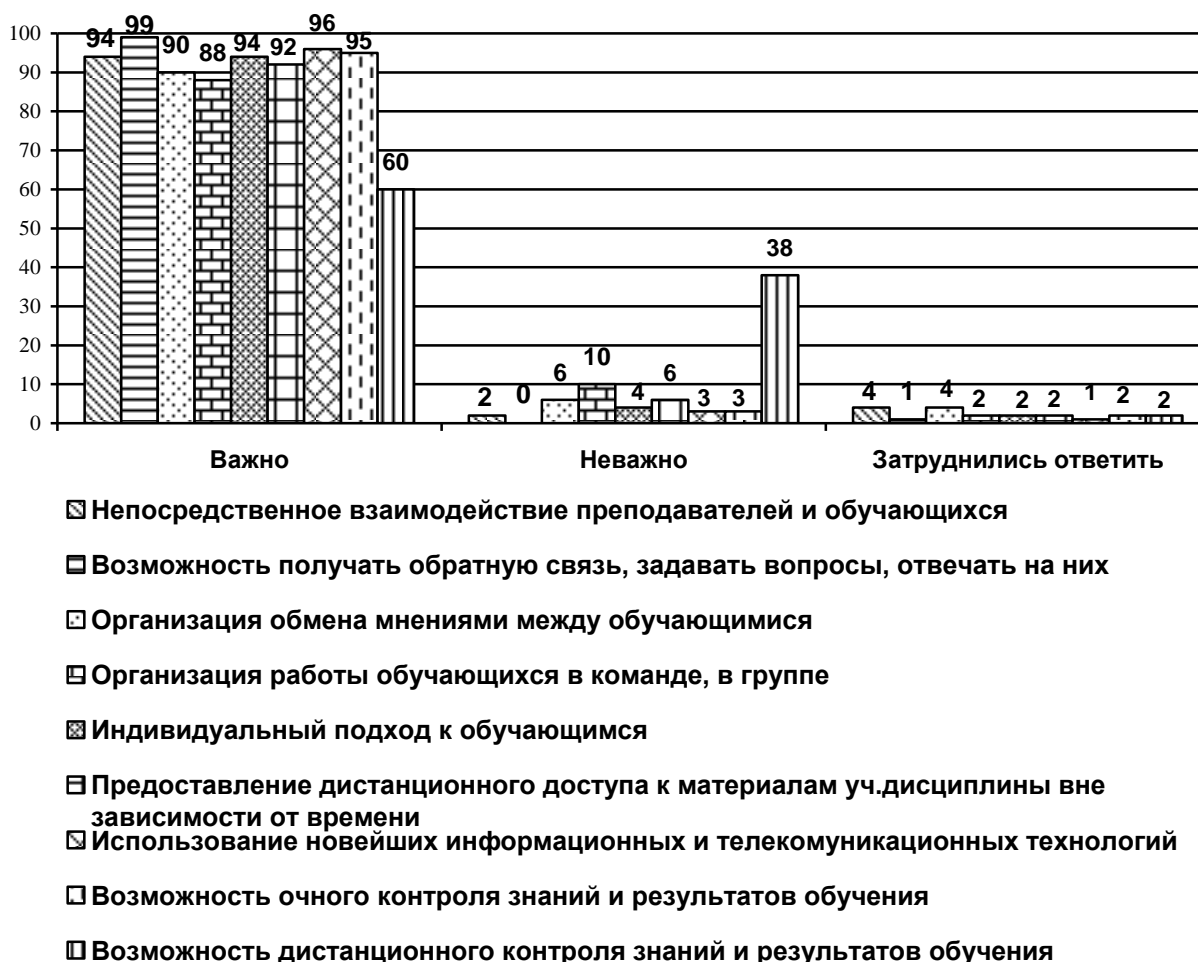 100
90
80
70
60
50
40
30
20
10
0
94 99 90 88 94 92 96 95 60
2 0 6 10 4 6 3 3 38
4 1 4 2 2 2 1 2 2
Важно Неважно Затруднились ответить
Непосредственное взаимодействие преподавателей и обучающихся
Возможность получать обратную связь, задавать вопросы, отвечать на них
Организация обмена мнениями между обучающимися
Организация работы обучающихся в команде, в группе
Индивидуальный подход к обучающимся
Предоставление дистанционного доступа к материалам уч.дисциплины вне
зависимости от времени
Использование новейших информационных и телекомуникационных технологий
Возможность очного контроля знаний и результатов обучения
Возможность дистанционного контроля знаний и результатов обучения